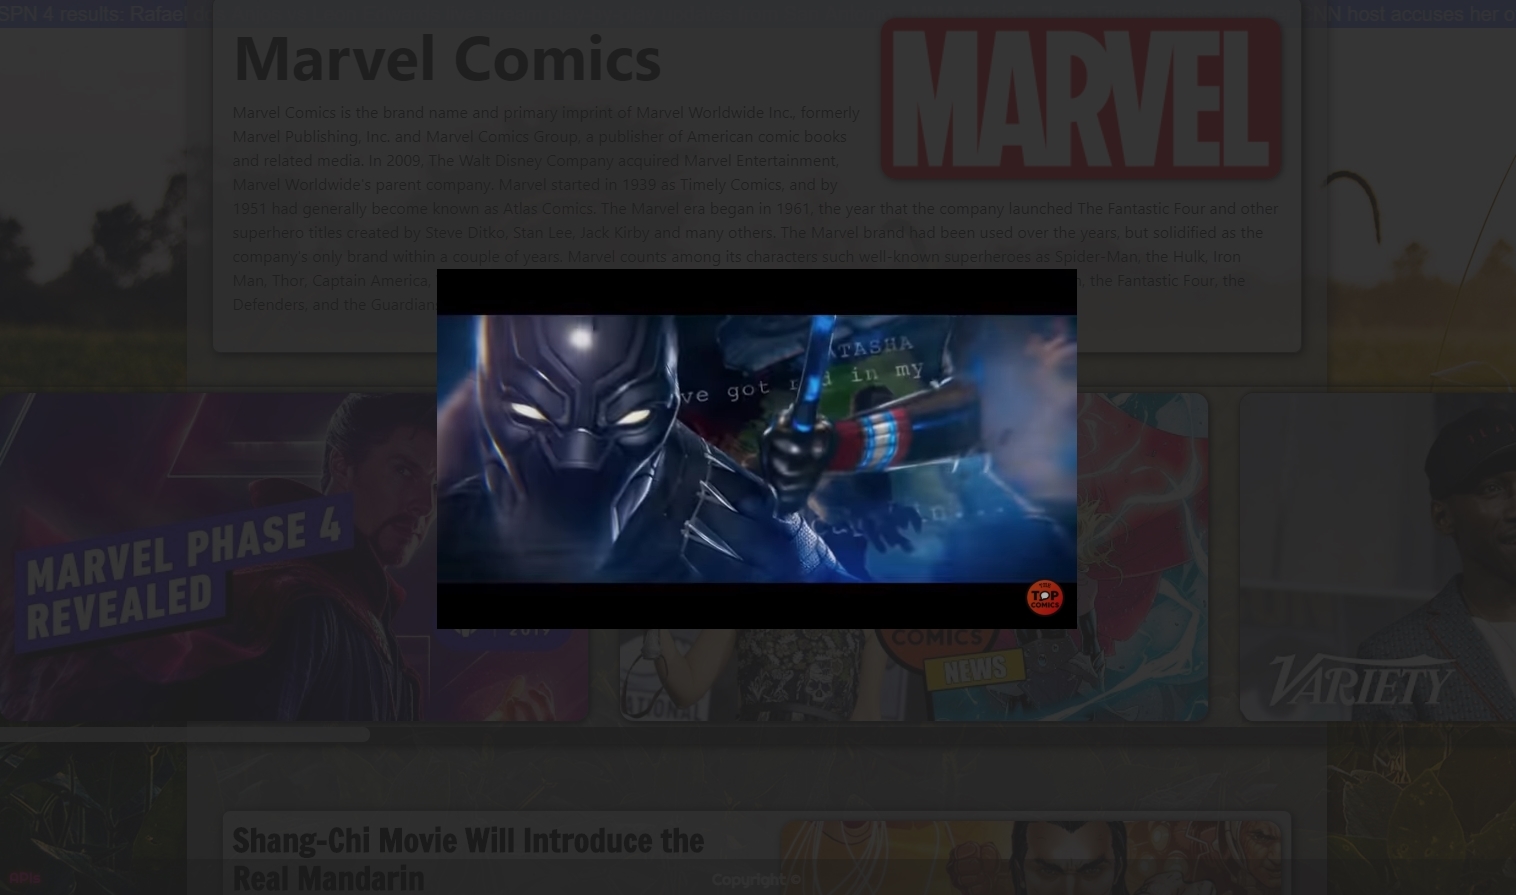 SPN 4 results: Rafael
N host accuses her o
Marvel Comics
MARVEL
Marvel Comics is the brand name and primary imprint of Marvel Worldwide Inc., formerly
Marvel Publishing, Inc. and Marvel Comics Group, a publisher of American comic books
and related media. In 2009, The Walt Disney Company acquired Marvel Entertainment,
Marvel Worldwide's parent company. Marvel started in 1939 as Timely Comics, and by
1951 had generally become known as Atlas Comics. The Marvel era began in 1961, the year that the company launched The Fantastic Four and other
superhero titles created by Steve Ditko, Stan Lee, Jack Kirby and many others. The Marvel brand had been used over the years, but solidified as the
company's only brand within a couple of years. Marvel counts among its characters such well-known superheroes as Spider-Man, the Hulk, Iron
Man, Thor, Captain America, the Fantastic Four, the
Defenders, and the Guardian
ATASHA
ve got in my
in...
THE
TOP
COMICS
MARVEL PHASE 4
REVEALED
2019
COMICS
NEWS
VARIETY
Shang-Chi Movie Will Introduce the
Real Mandarin
APIs
Copyright ©